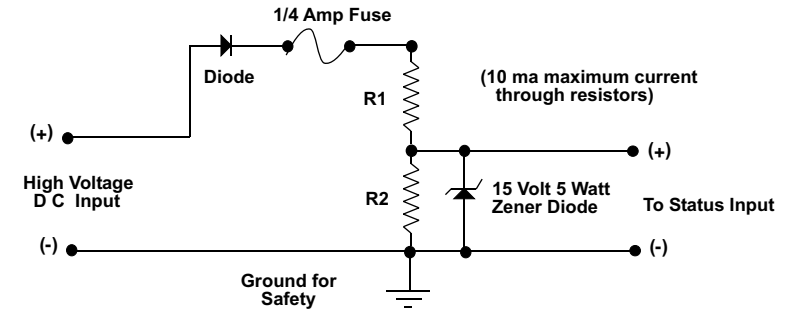 1/4 Amp Fuse
Diode
R1
(10 ma maximum current
through resistors)
(+)
(+)
High Voltage
D C Input
R2
15 Volt 5 Watt
Zener Diode
To Status Input
(-)
(-)
Ground for
Safety